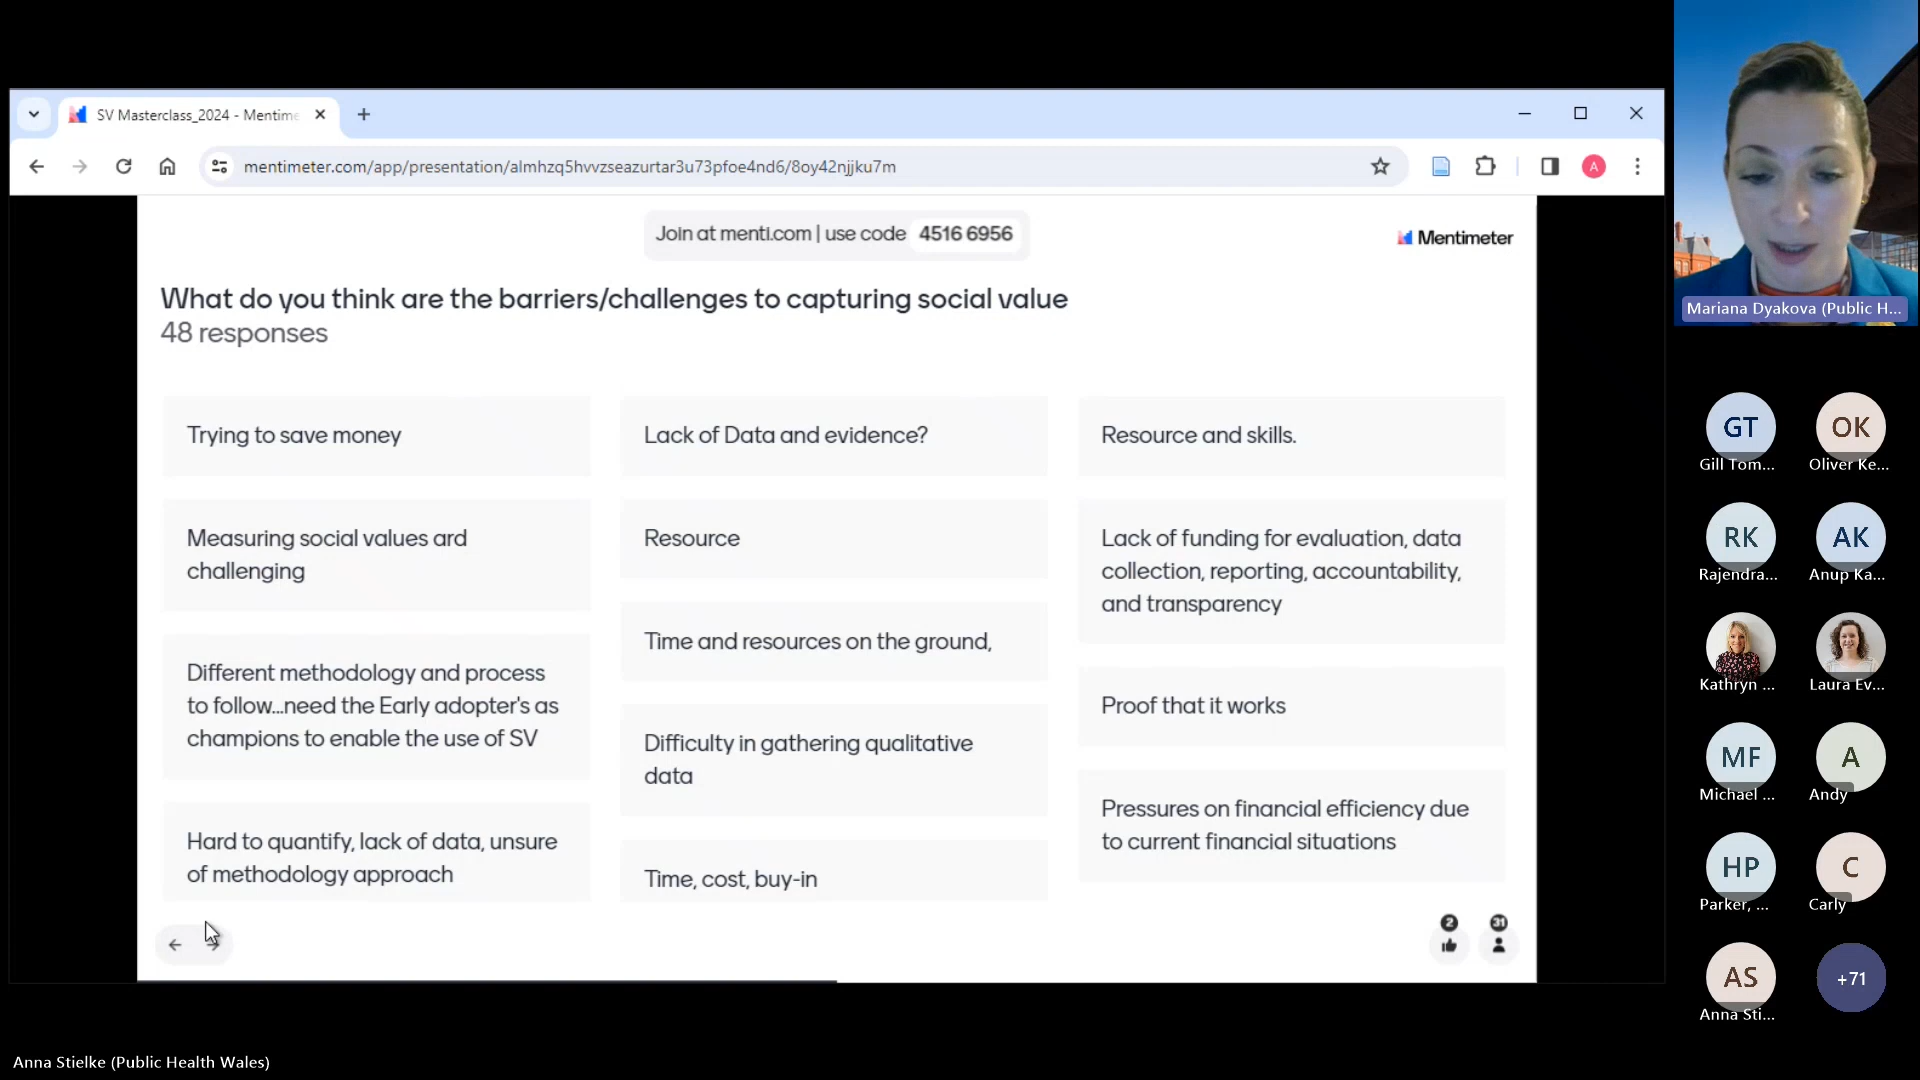 SV Masterclass_2024 - Mentime
mentimeter.com/app/presentation/almhzq5hvvzseazurtar3u73pfoe4nd6/8oy42njjku7m
A
Join at menti.com | use code 4516 6956
Mentimeter
What do you think are the barriers/challenges to capturing social value
48 responses
Trying to save money
Measuring social values ard
challenging
Different methodology and process
to follow...need the Early adopter's as
champions to enable the use of SV
Hard to quantify, lack of data, unsure
of methodology approach
Lack of Data and evidence?
Resource
Time and resources on the ground,
Difficulty in gathering qualitative
data
Time, cost, buy-in
Resource and skills.
Lack of funding for evaluation, data
collection, reporting, accountability,
and transparency
Proof that it works
Pressures on financial efficiency due
to current financial situations
2
31
Mariana Dyakova (Public H...
GT
Gill Tom...
OK
Oliver Ke...
RK
Rajendra...
AK
Anup Ka...
Kathryn ...
Laura Ev...
MF
Michael ...
A
Andy
HP
Parker, ...
C
Carly
AS
Anna Sti...
+71
Anna Stielke (Public Health Wales)